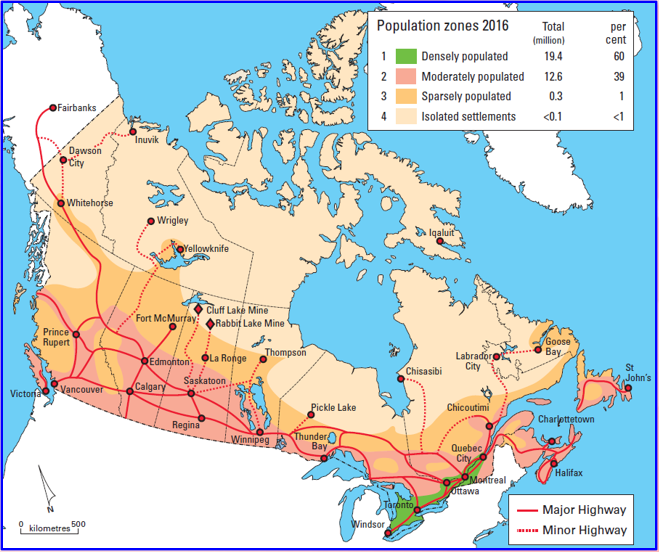 Population zones 2016 Total per
(million) cent
1 Densely populated 19.4 60
2 Moderately populated 12.6 39
3 Sparsely populated 0.3 1
4 Isolated settlements <0.1 <1
Fairbanks
Inuvik
Dawson
City
Whitehorse
Wrigley
Yellowknife
Iqaluit
Cluff Lake Mine
Fort McMurray
Rabbit Lake Mine
Prince
Rupert
Edmonton
La Ronge
Thompson
Goose
Bay
Labrador
City
Chisasibi
St
John's
Victoria
Vancouver
Calgary
Saskatoon
Regina
Winnipeg
Pickle Lake
Thunder
Bay
Chicoutimi
Charlottetown
Quebec
City
Halifax
Montreal
Ottawa
Toronto
Windsor
N
0 500
kilometres
Major Highway
Minor Highway